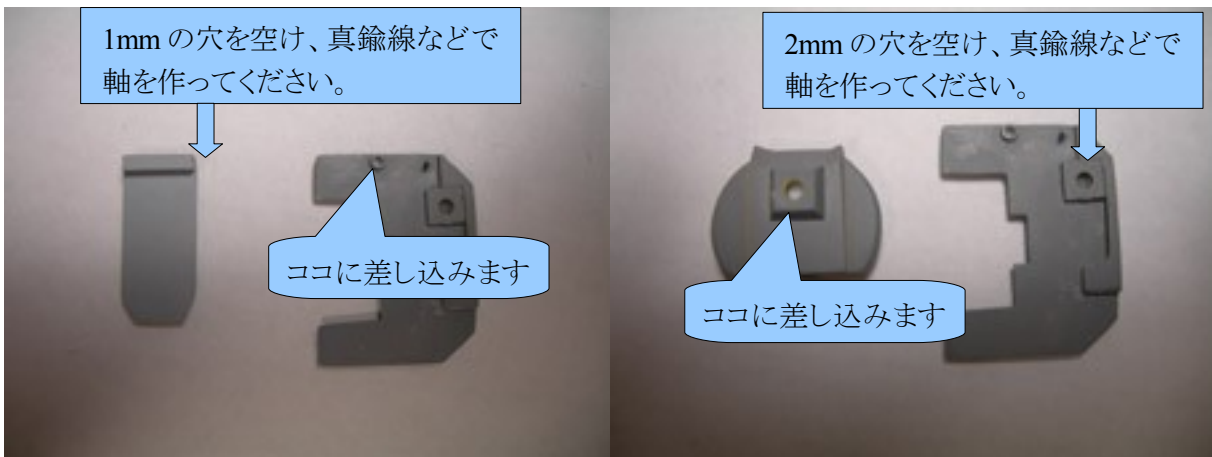 1mm の穴を空け、真鍮線などで
軸を作ってください。
ココに差し込みます
2mm の穴を空け、真鍮線などで
軸を作ってください。
ココに差し込みます